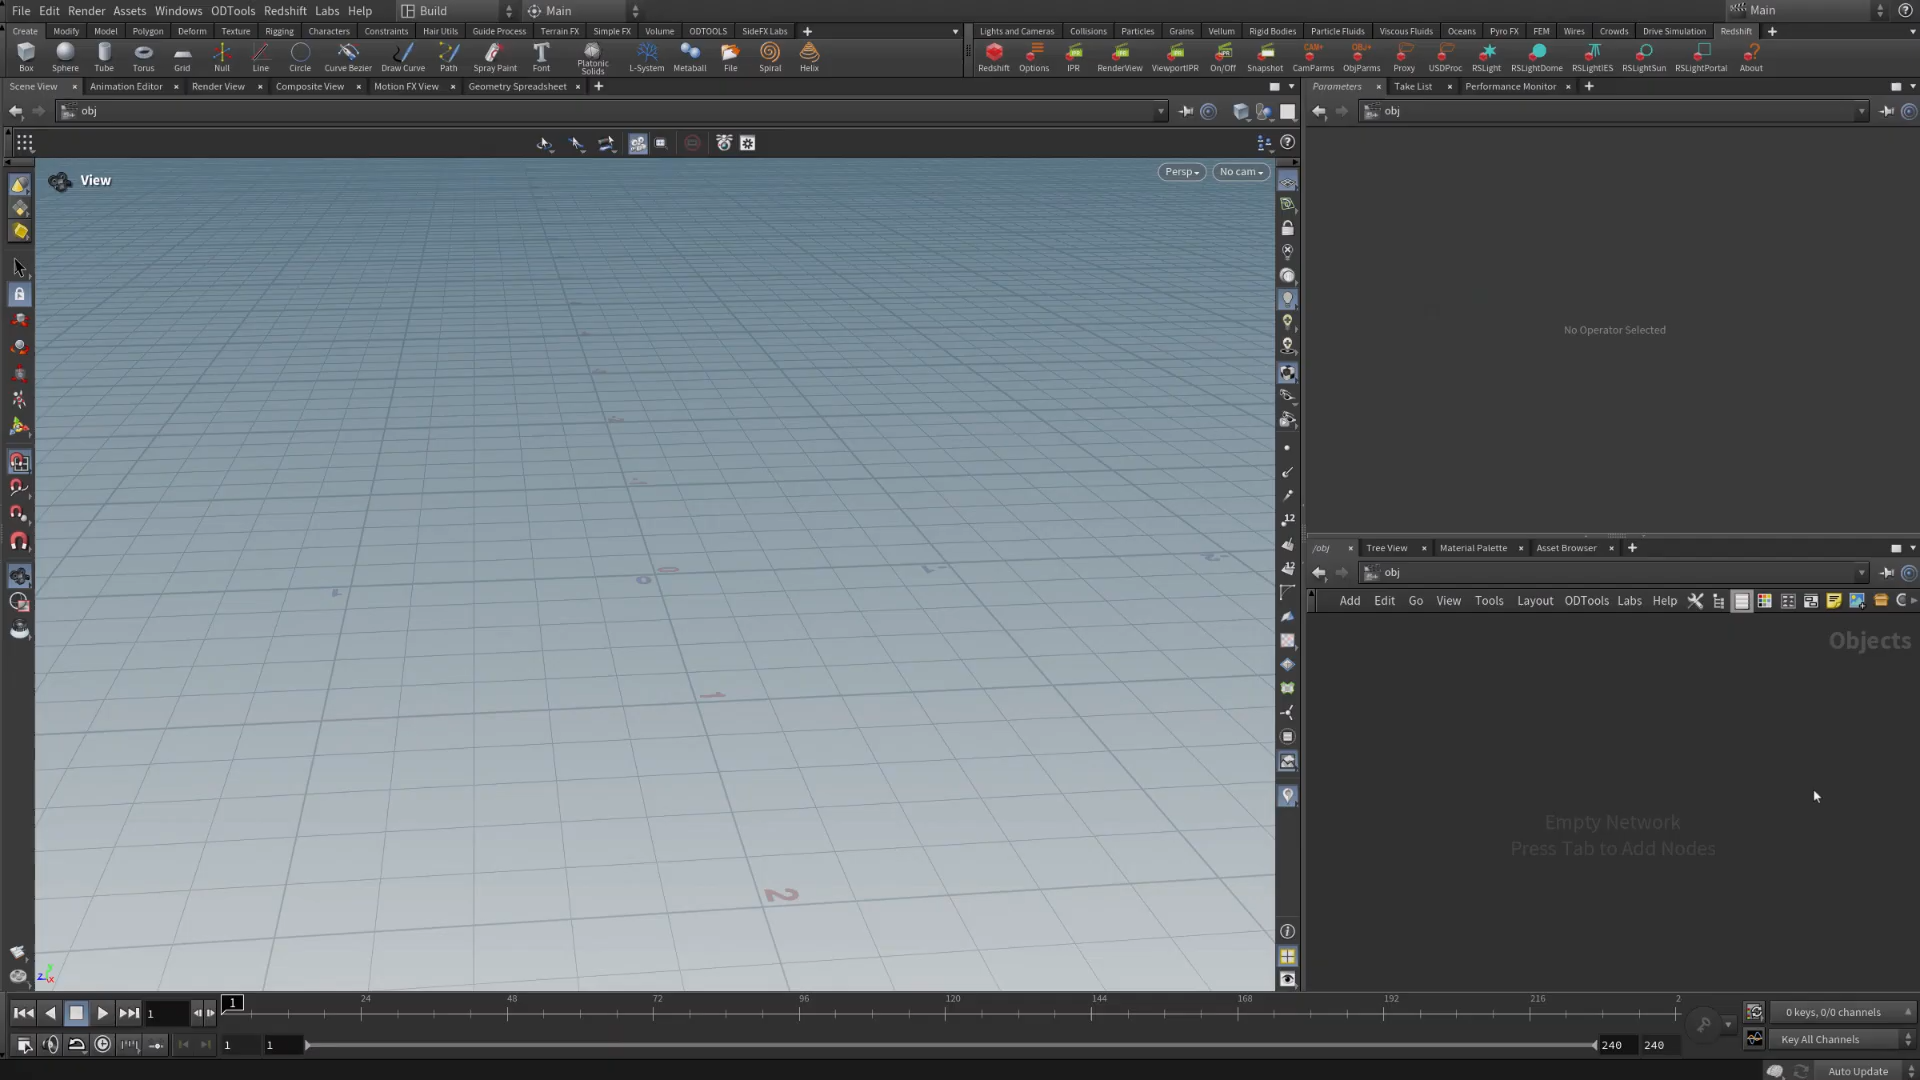 File Edit Render Assets Windows ODTools Redshift Labs Help Build Main Main
Create Modify Model Polygon Deform Texture Rigging Characters Constraints Hair Utils Guide Process Terrain FX Simple FX Volume ODTOOLS SideFX Labs
Lights and Cameras Collisions Particles Grains Vellum Rigid Bodies Particle Fluids Viscous Fluids Oceans Pyro FX FEM Wires Crowds Drive Simulation Redshift
Box Sphere Tube Torus Grid Null Line Circle Curve Bezier Draw Curve Path Spray Paint Font Platonic Solids L-System Metaball File Spiral Helix
Redshift Options IPR RenderView ViewportIPR On/Off Snapshot CamParms ObjParms Proxy USDProc RSLight RSLightDome RSLightIES RSLightSun RSLightPortal About
Scene View Animation Editor Render View Composite View Motion FX View Geometry Spreadsheet
Parameters Take List Performance Monitor
obj
obj
View
Persp No cam
No Operator Selected
/obj Tree View Material Palette Asset Browser
obj
Add Edit Go View Tools Layout ODTools Labs Help
Objects
Empty Network
Press Tab to Add Nodes
0
0
1
2
12
12
z y x
1 1 24 48 72 96 120 144 168 192 216 2
0 keys, 0/0 channels
1 1 240 240
Key All Channels
Auto Update